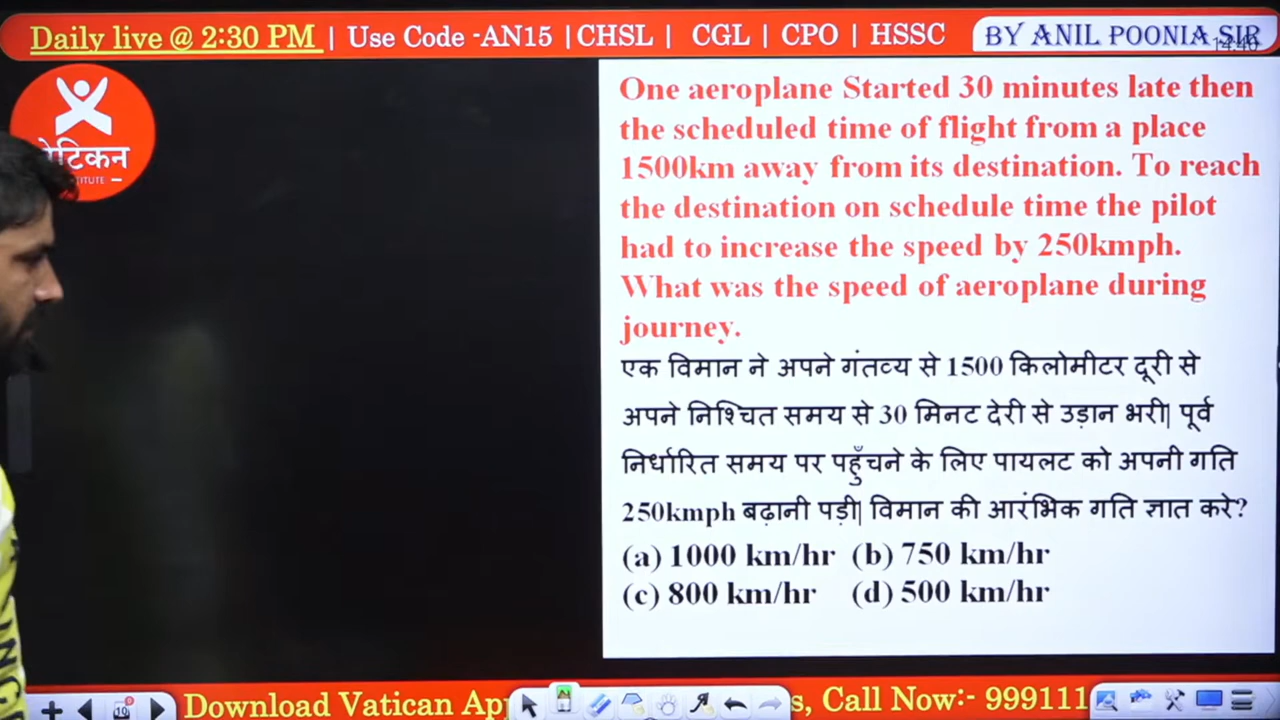 Daily live @ 2:30 PM | Use Code -AN15 |CHSL | CGL | CPO | HSSC
BY ANIL POONIA SIR
14:40
One aeroplane Started 30 minutes late then
the scheduled time of flight from a place
1500km away from its destination. To reach
the destination on schedule time the pilot
had to increase the speed by 250kmph.
What was the speed of aeroplane during
journey.
एक विमान ने अपने गंतव्य से 1500 किलोमीटर दूरी से
अपने निश्चित समय से 30 मिनट देरी से उड़ान भरी| पूर्व
निर्धारित समय पर पहुँचने के लिए पायलट को अपनी गति
250kmph बढ़ानी पड़ी| विमान की आरंभिक गति ज्ञात करे?
(a) 1000 km/hr (b) 750 km/hr
(c) 800 km/hr (d) 500 km/hr
Download Vatican Ap
s, Call Now:- 999111